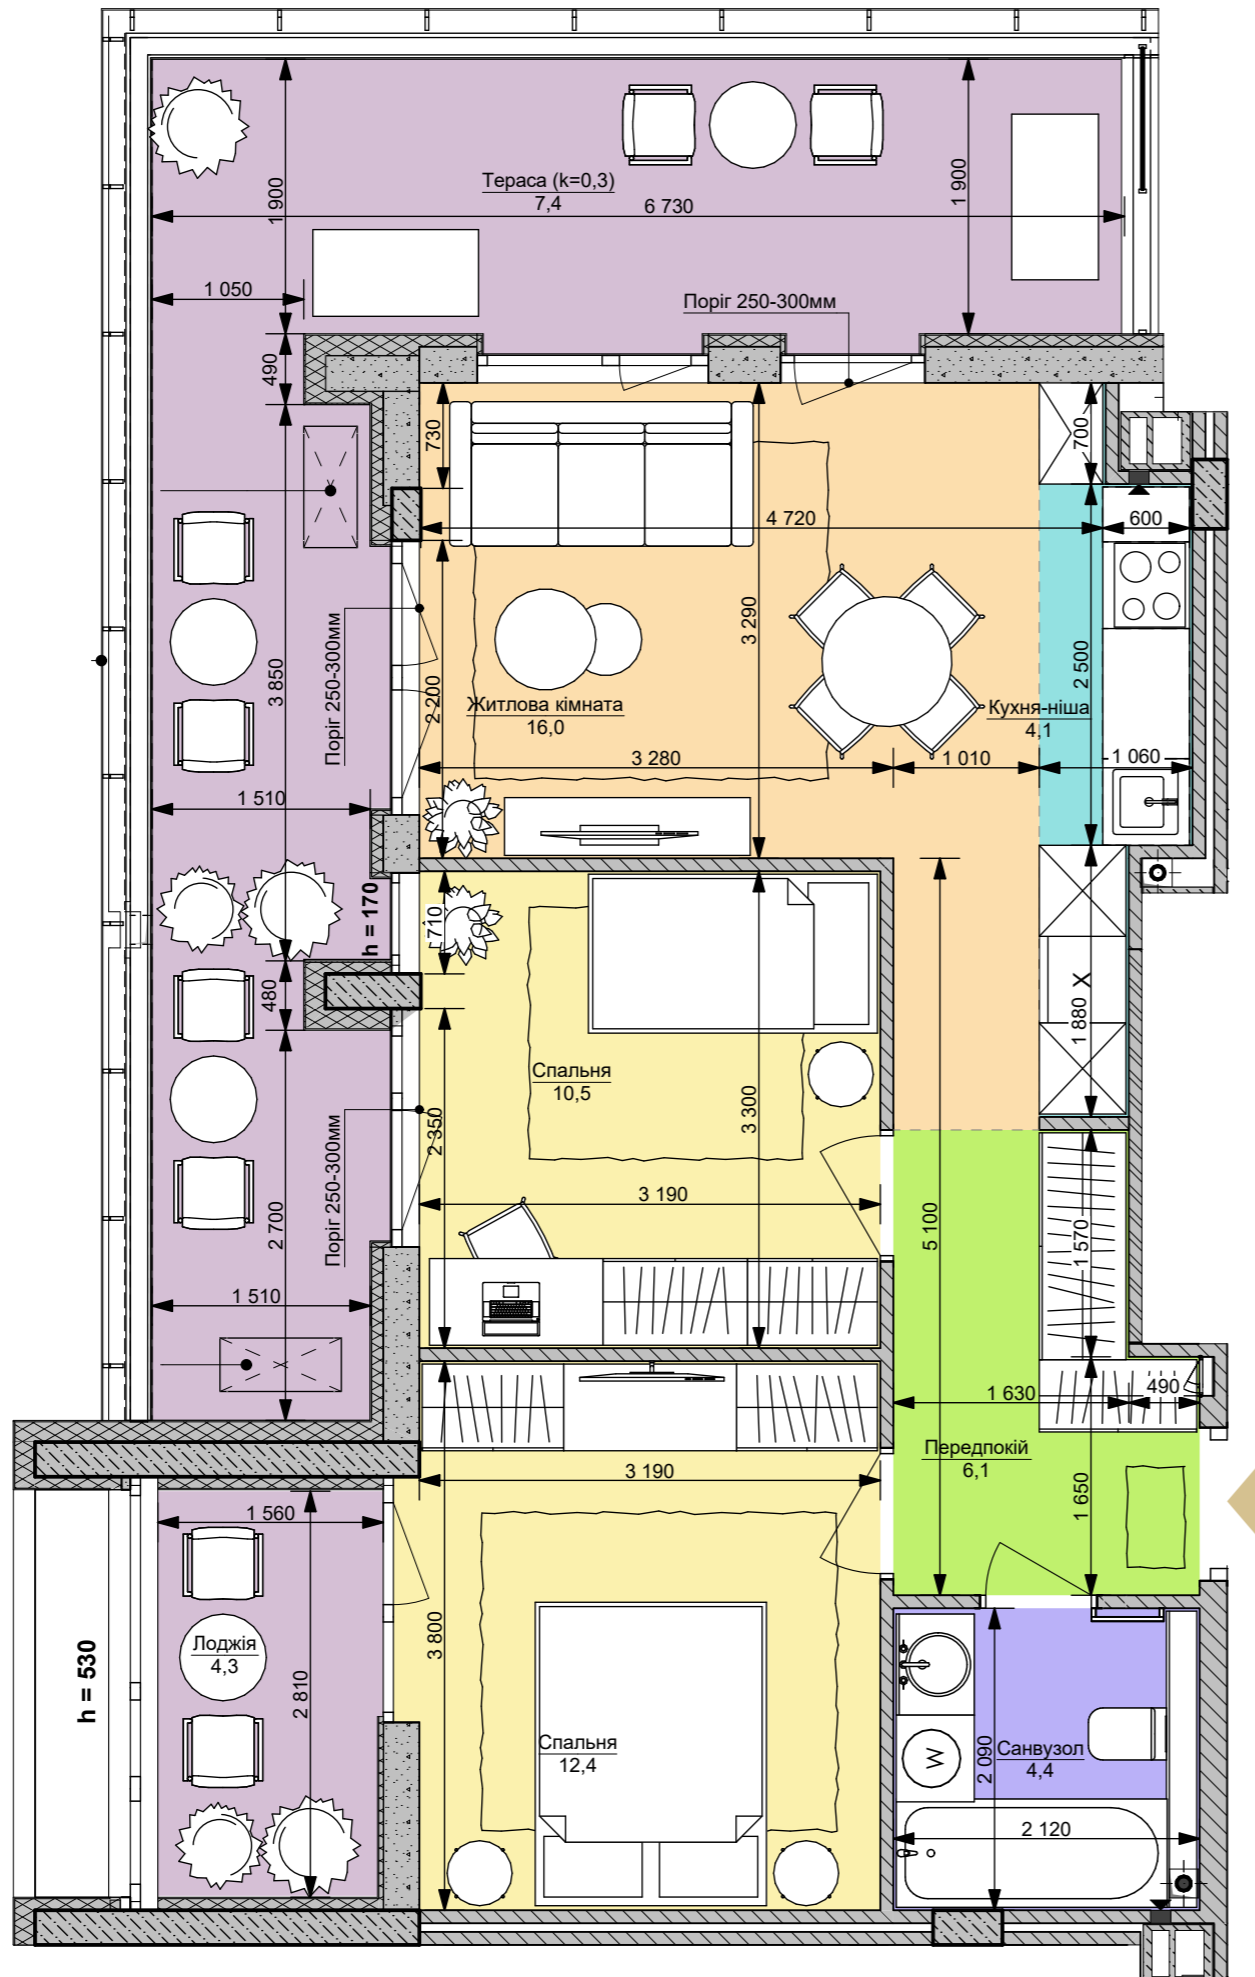 Тераса (k=0,3)
7,4
1 900
6 730
1 900
1 050
Поріг 250-300мм
490
730
700
4 720
600
3 290
3 850
Поріг 250-300мм
2 200
2 500
Житлова кімната
16,0
Кухня-ніша
4,1
3 280
1 010
1 060
1 510
h = 170
710
480
1 880
X
Спальня
10,5
3 300
2 350
Поріг 250-300мм
3 190
5 100
1 570
2 700
1 510
1 630
490
Передпокій
6,1
3 190
1 650
1 560
3 800
h = 530
Лоджія
4,3
2 810
Спальня
12,4
W
2 090
Санвузол
4,4
2 120